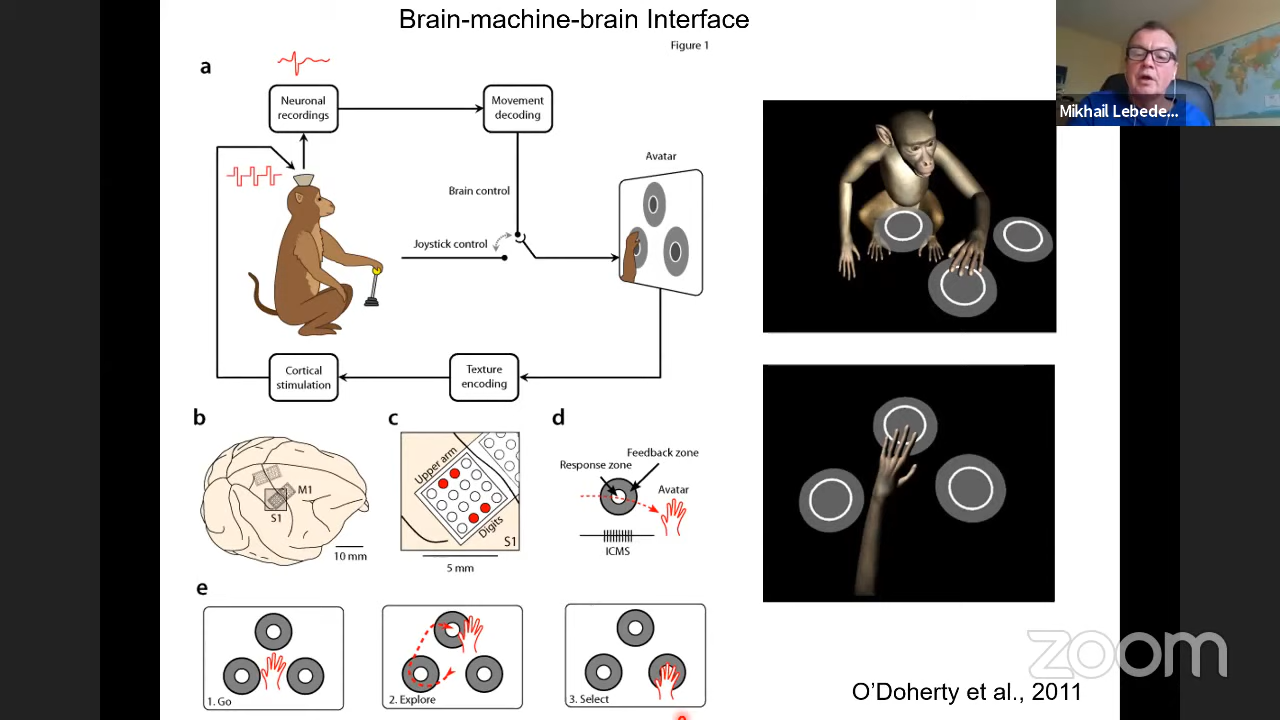 Brain-machine-brain Interface
Figure 1
Mikhail Lebede...
a
Neuronal
recordings
Movement
decoding
Avatar
Brain control
Joystick control
Cortical
stimulation
Texture
encoding
b
M1
S1
10 mm
c
Upper arm
Digits
S1
5 mm
d
Feedback zone
Response zone
Avatar
ICMS
e
1. Go
2. Explore
3. Select
zoom
O’Doherty et al., 2011